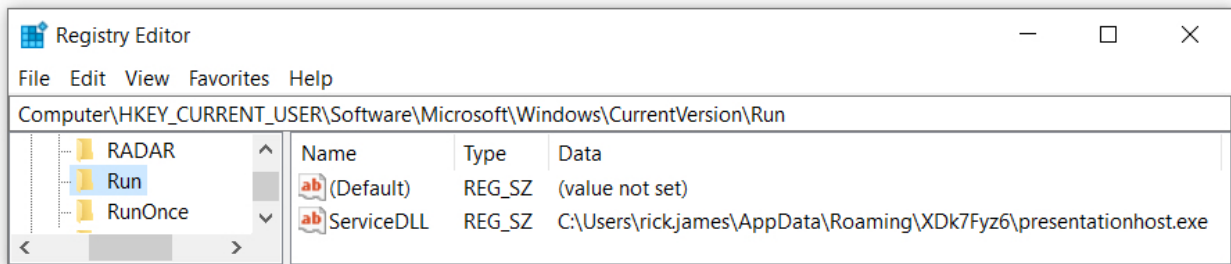 Registry Editor
File Edit View Favorites Help
Computer\HKEY_CURRENT_USER\Software\Microsoft\Windows\CurrentVersion\Run
RADAR
Run
RunOnce
Name Type Data
(Default) REG_SZ (value not set)
ServiceDLL REG_SZ C:\Users\rick.james\AppData\Roaming\XDk7Fyz6\presentationhost.exe